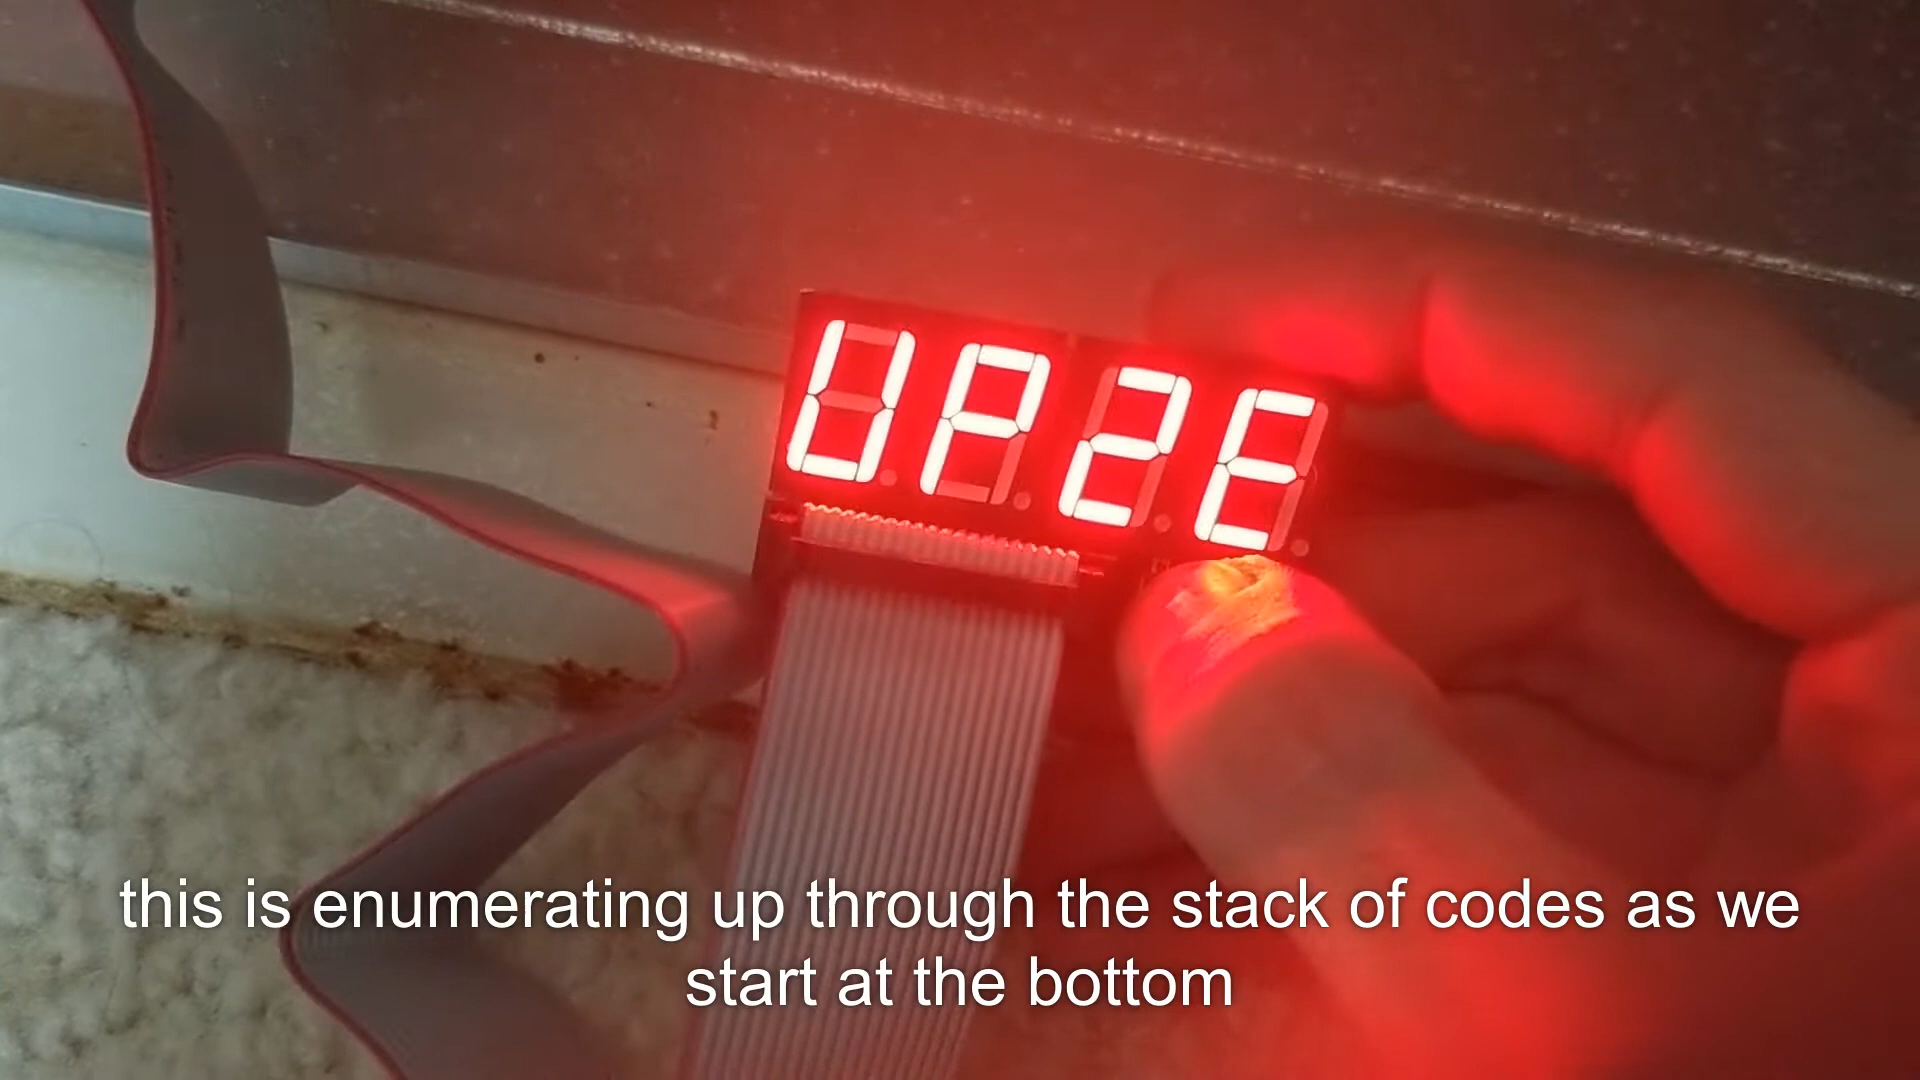 UP2E
this is enumerating up through the stack of codes as we
start at the bottom